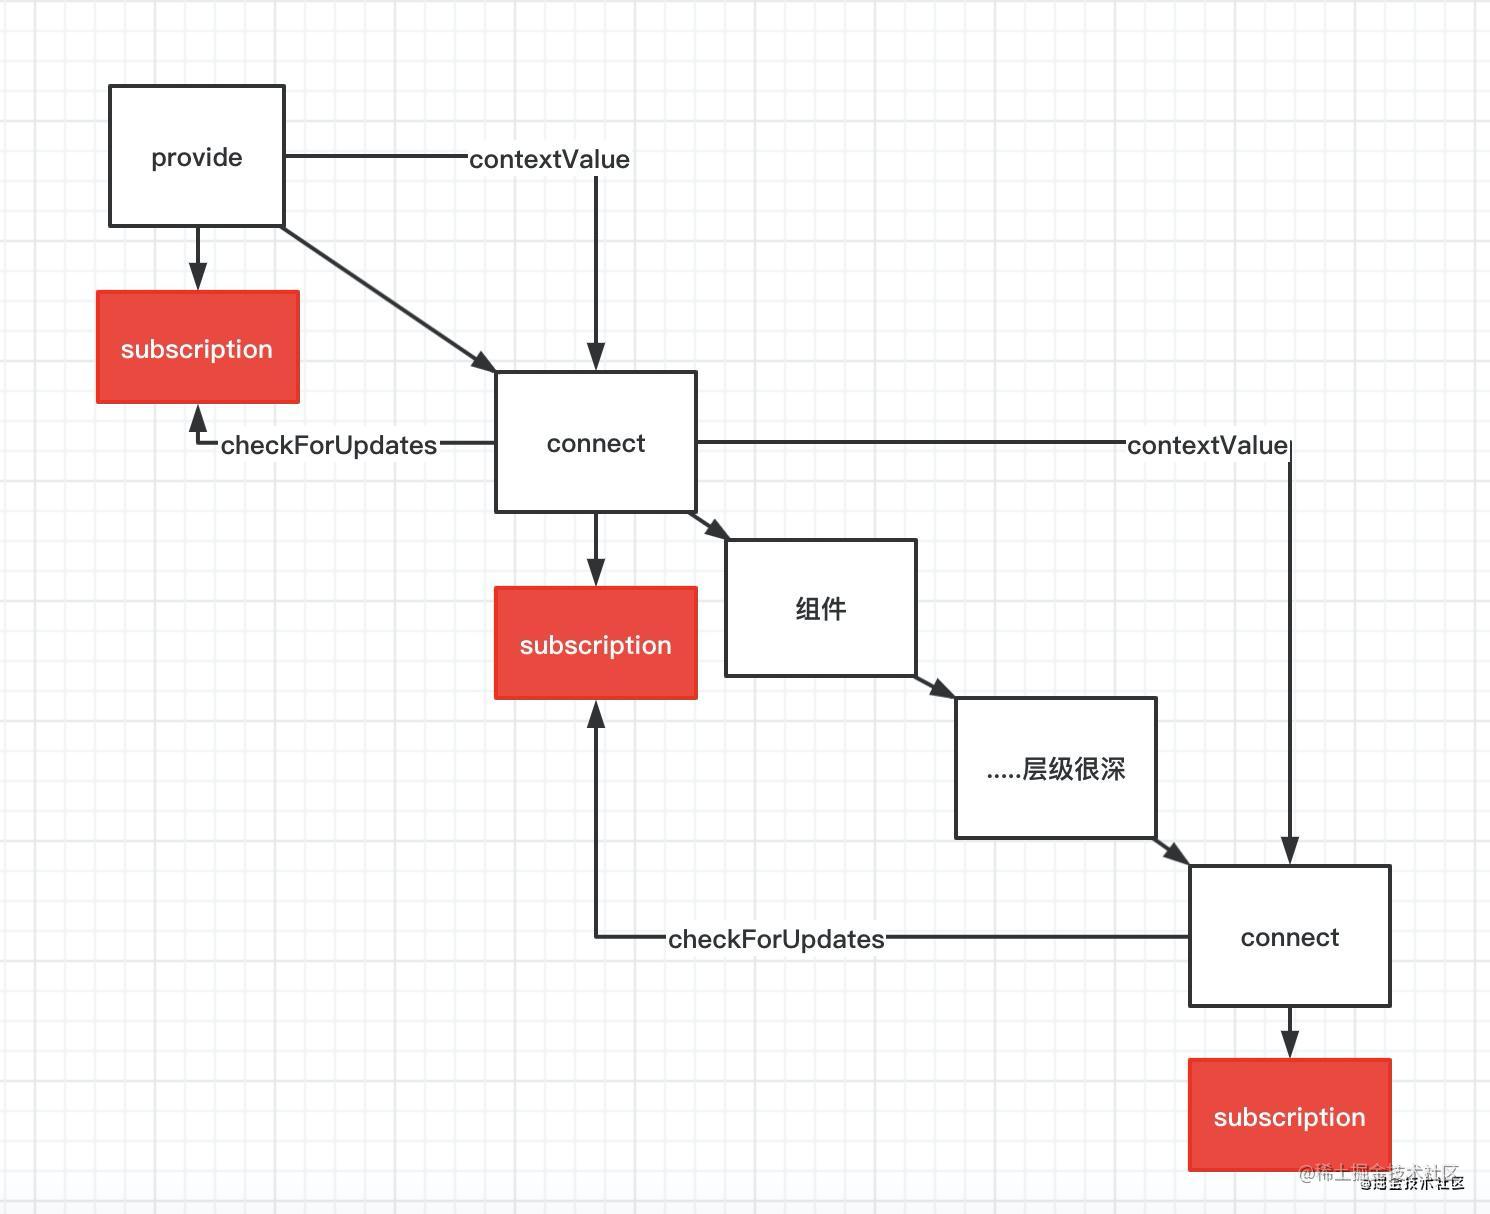 provide
contextValue
subscription
checkForUpdates
connect
contextValue
组件
subscription
.....层级很深
checkForUpdates
connect
subscription
@稀土掘金技术社区
@掘金技术社区